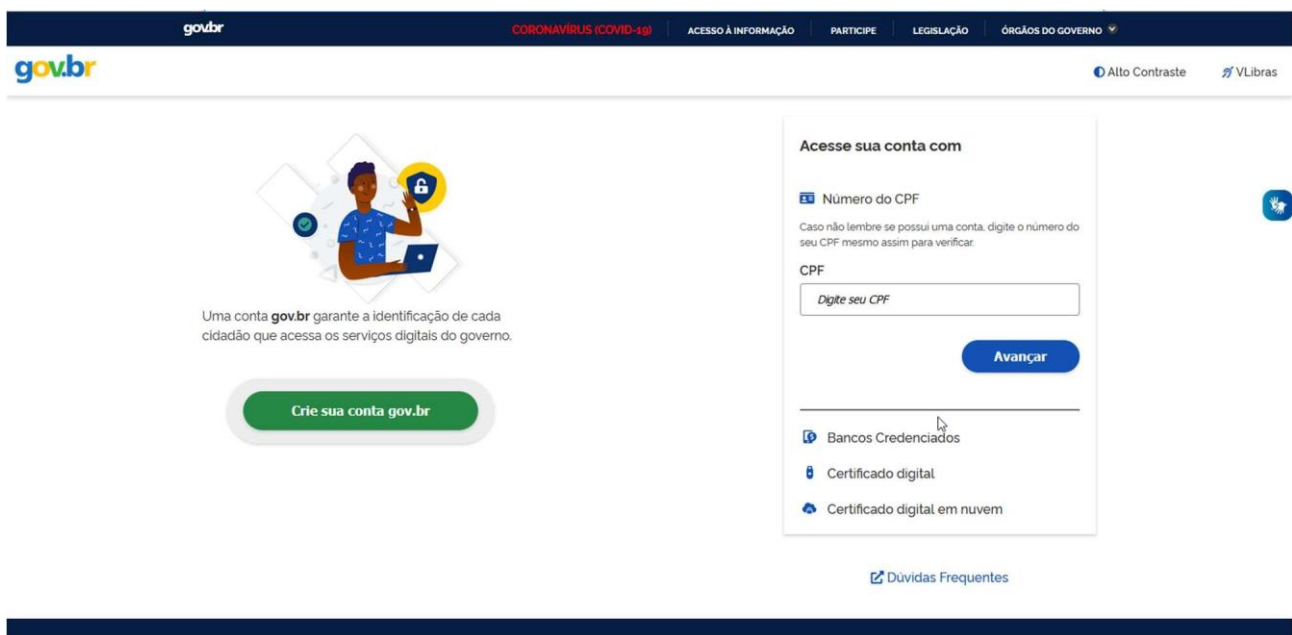 gov.br
CORONAVÍRUS (COVID-19)
ACESSO À INFORMAÇÃO
PARTICIPE
LEGISLAÇÃO
ÓRGÃOS DO GOVERNO
gov.br
Alto Contraste
VLibras
Uma conta gov.br garante a identificação de cada
cidadão que acessa os serviços digitais do governo.
Crie sua conta gov.br
Acesse sua conta com
Número do CPF
Caso não lembre se possui uma conta, digite o número do
seu CPF mesmo assim para verificar.
CPF
Digite seu CPF
Avançar
Bancos Credenciados
Certificado digital
Certificado digital em nuvem
Dúvidas Frequentes